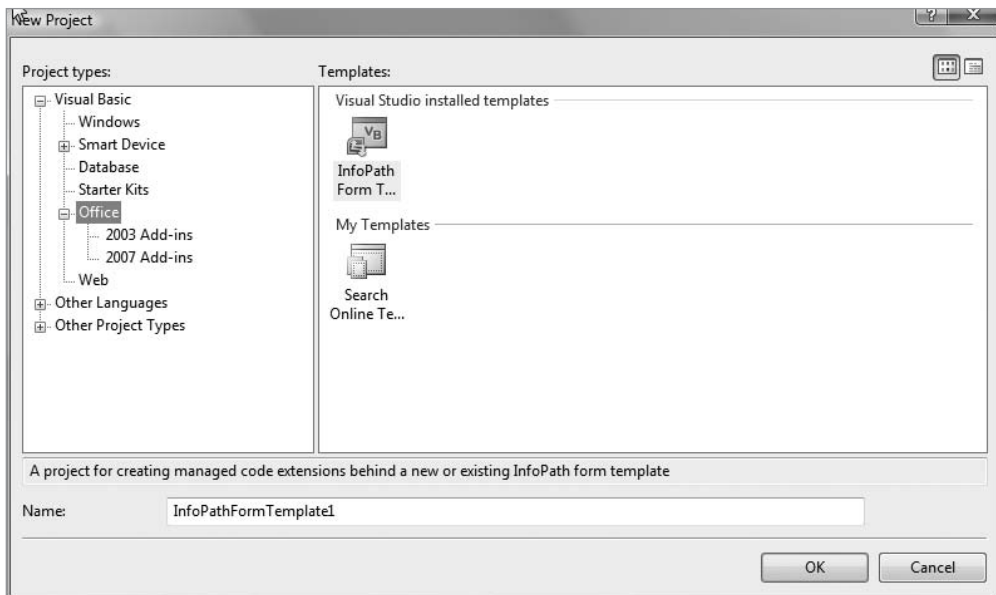 New Project
Project types:
Templates:
Visual Basic
Windows
Smart Device
Database
Starter Kits
Office
2003 Add-ins
2007 Add-ins
Web
Other Languages
Other Project Types
Visual Studio installed templates
VB
InfoPath
Form T...
My Templates
Search
Online Te...
A project for creating managed code extensions behind a new or existing InfoPath form template
Name:
InfoPathFormTemplate1
OK
Cancel